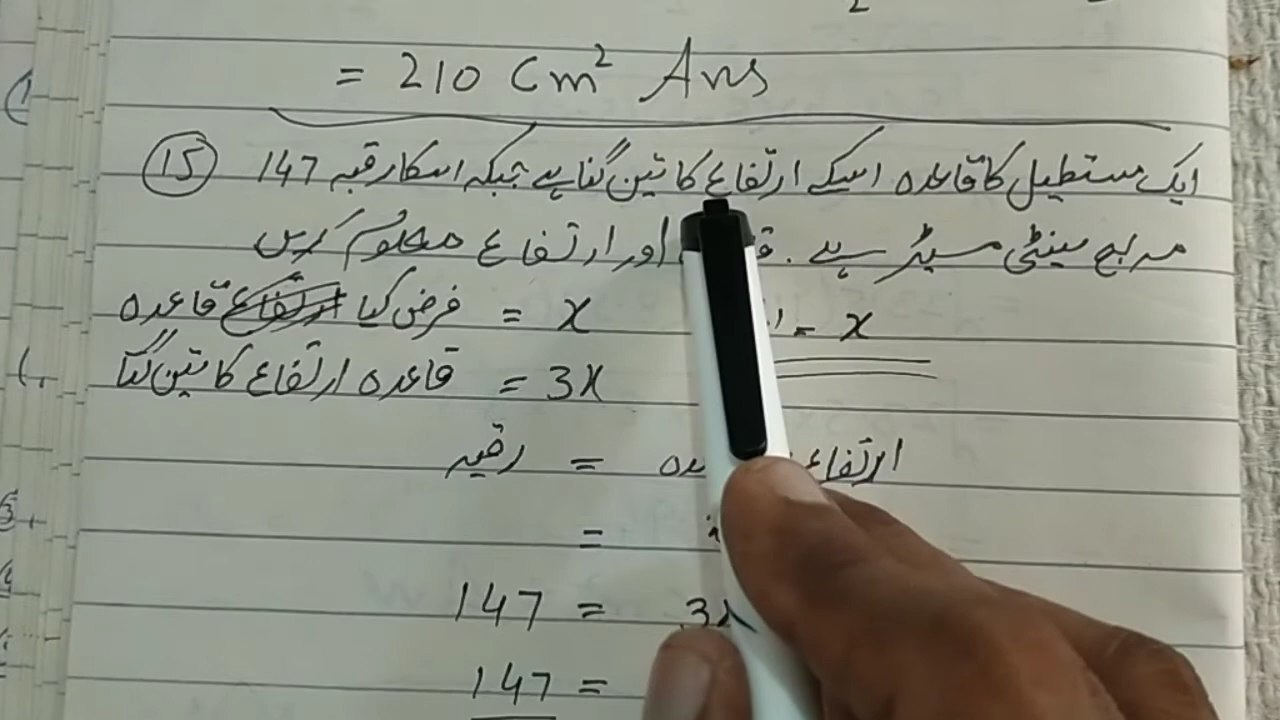 = 210 Cm² Ans
⑮ ایک مستطیل کا قاعدہ اسکے ارتفاع کا تین گنا ہے جبکہ اسکا رقبہ 147
مربع سینٹی میٹر ہے۔ اور ارتفاع معلوم کریں
فرض کیا قاعدہ = x = x
قاعدہ ارتفاع کا تین گنا = 3x
رقبہ = ارتفاع
=
147 = 3x
147 =